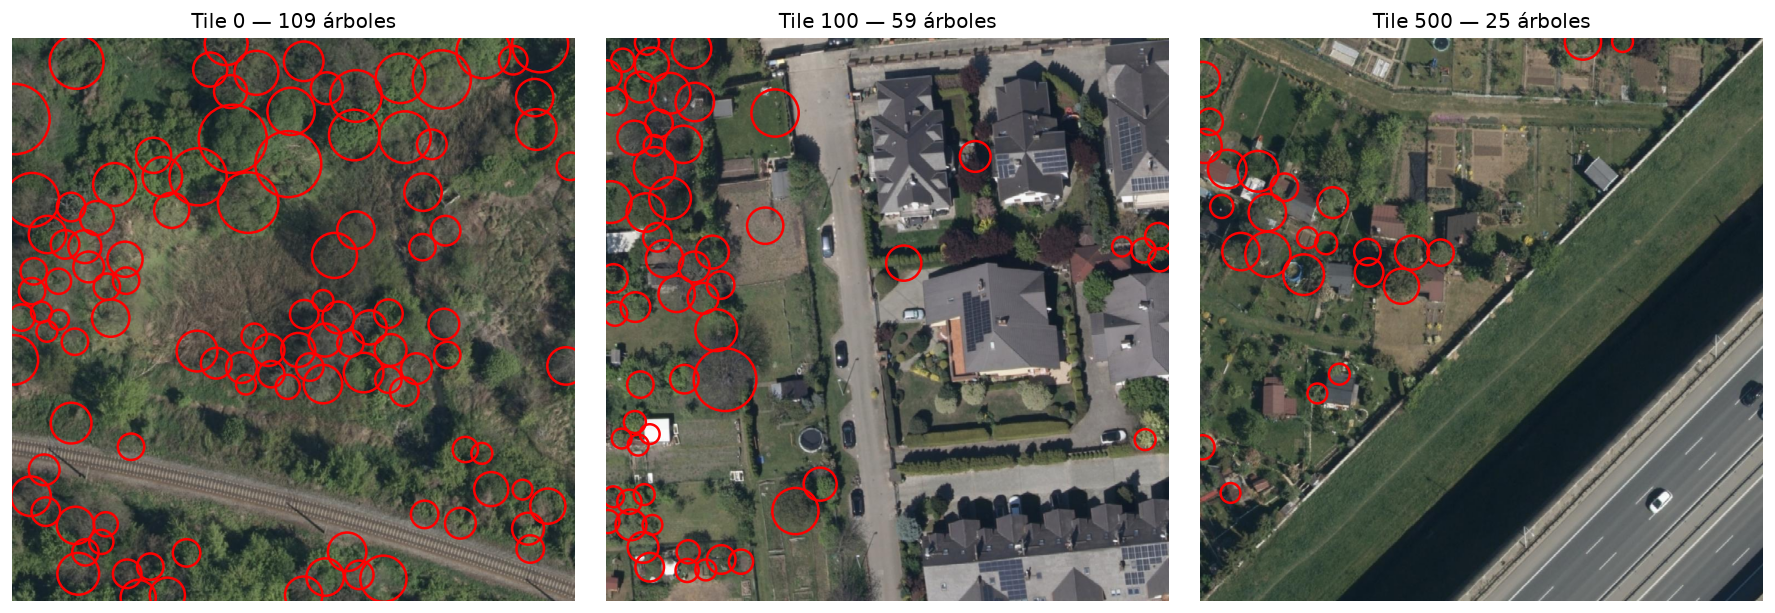 Tile 0 — 109 árboles
Tile 100 — 59 árboles
Tile 500 — 25 árboles